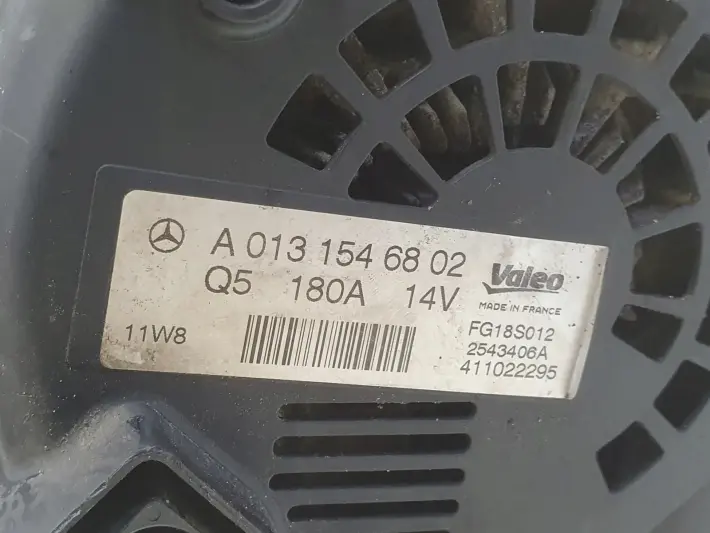 A 013 154 68 02
Q5 180A 14V
11W8
Valeo
MADE IN FRANCE
FG18S012
2543406A
411022295